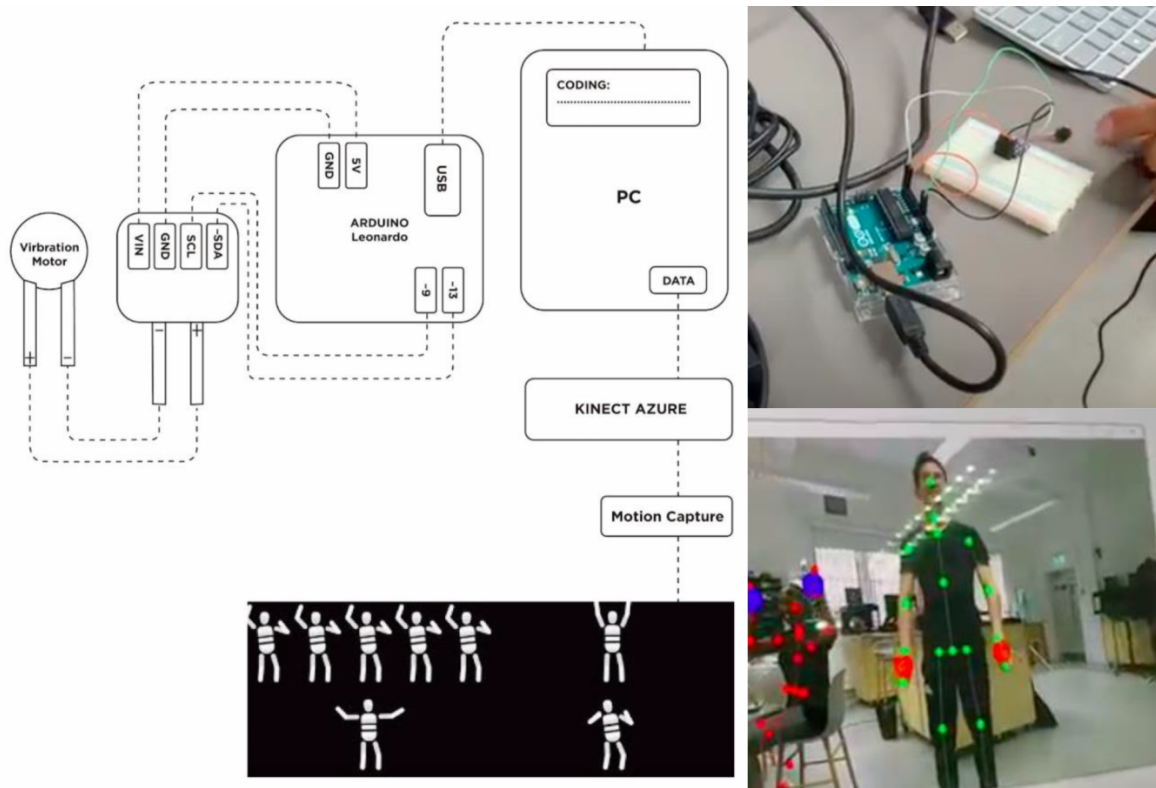 CODING:
PC
DATA
GND
5V
USB
ARDUINO
Leonardo
-9
-13
Virbration
Motor
VIN
GND
SCL
-SDA
-
+
+
-
KINECT AZURE
Motion Capture